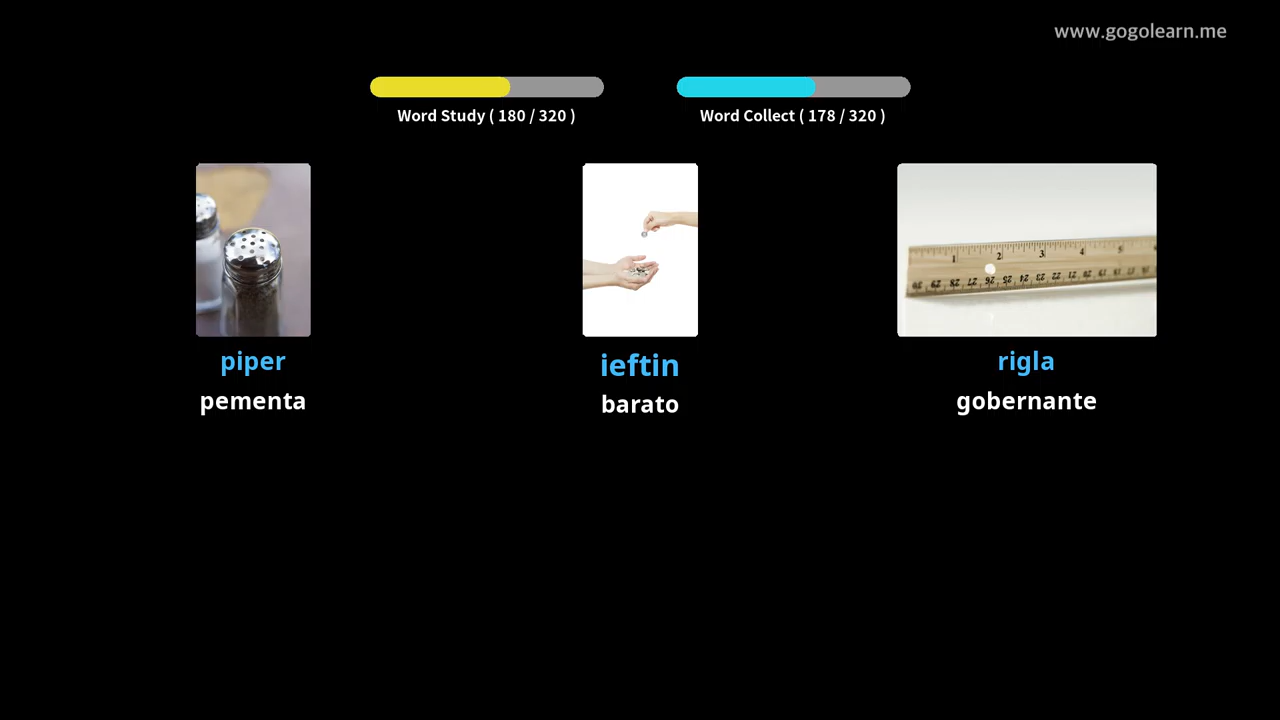 www.gogolearn.me
Word Study ( 180 / 320 )
Word Collect ( 178 / 320 )
piper
pementa
ieftin
barato
rigla
gobernante